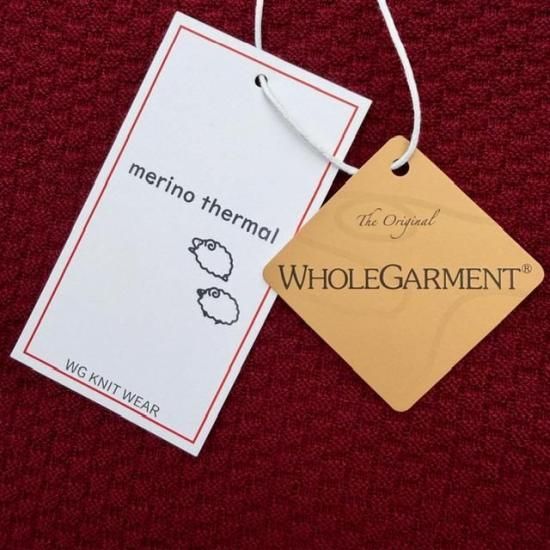 merino thermal
WG KNIT WEAR
The Original
WHOLEGARMENT®